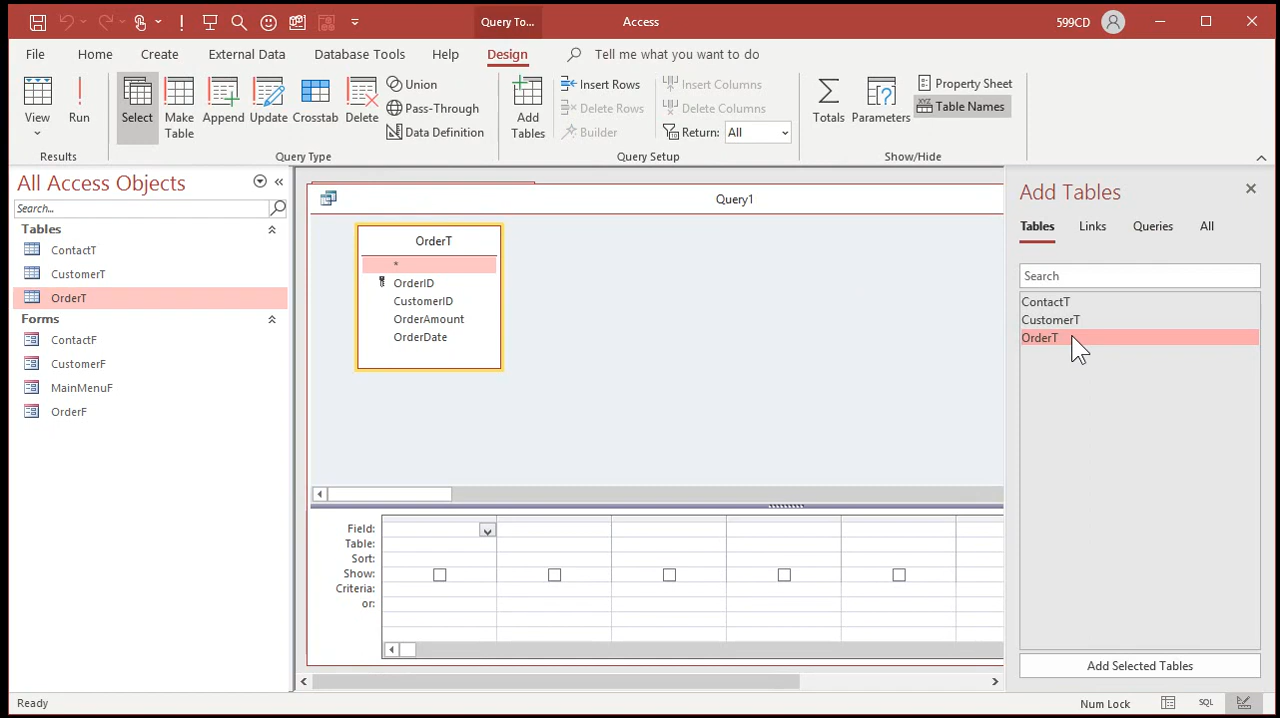 Query To...
Access
599CD
File
Home
Create
External Data
Database Tools
Help
Design
Tell me what you want to do
View
Run
Select
Make Table
Append
Update
Crosstab
Delete
Union
Pass-Through
Data Definition
Add Tables
Insert Rows
Delete Rows
Builder
Insert Columns
Delete Columns
Return: All
Totals
Parameters
Property Sheet
Table Names
Results
Query Type
Query Setup
Show/Hide
All Access Objects
Search...
Tables
ContactT
CustomerT
OrderT
Forms
ContactF
CustomerF
MainMenuF
OrderF
Query1
OrderT
*
OrderID
CustomerID
OrderAmount
OrderDate
Field:
Table:
Sort:
Show:
Criteria:
or:
Add Tables
Tables
Links
Queries
All
Search
ContactT
CustomerT
OrderT
Add Selected Tables
Ready
Num Lock
SQL